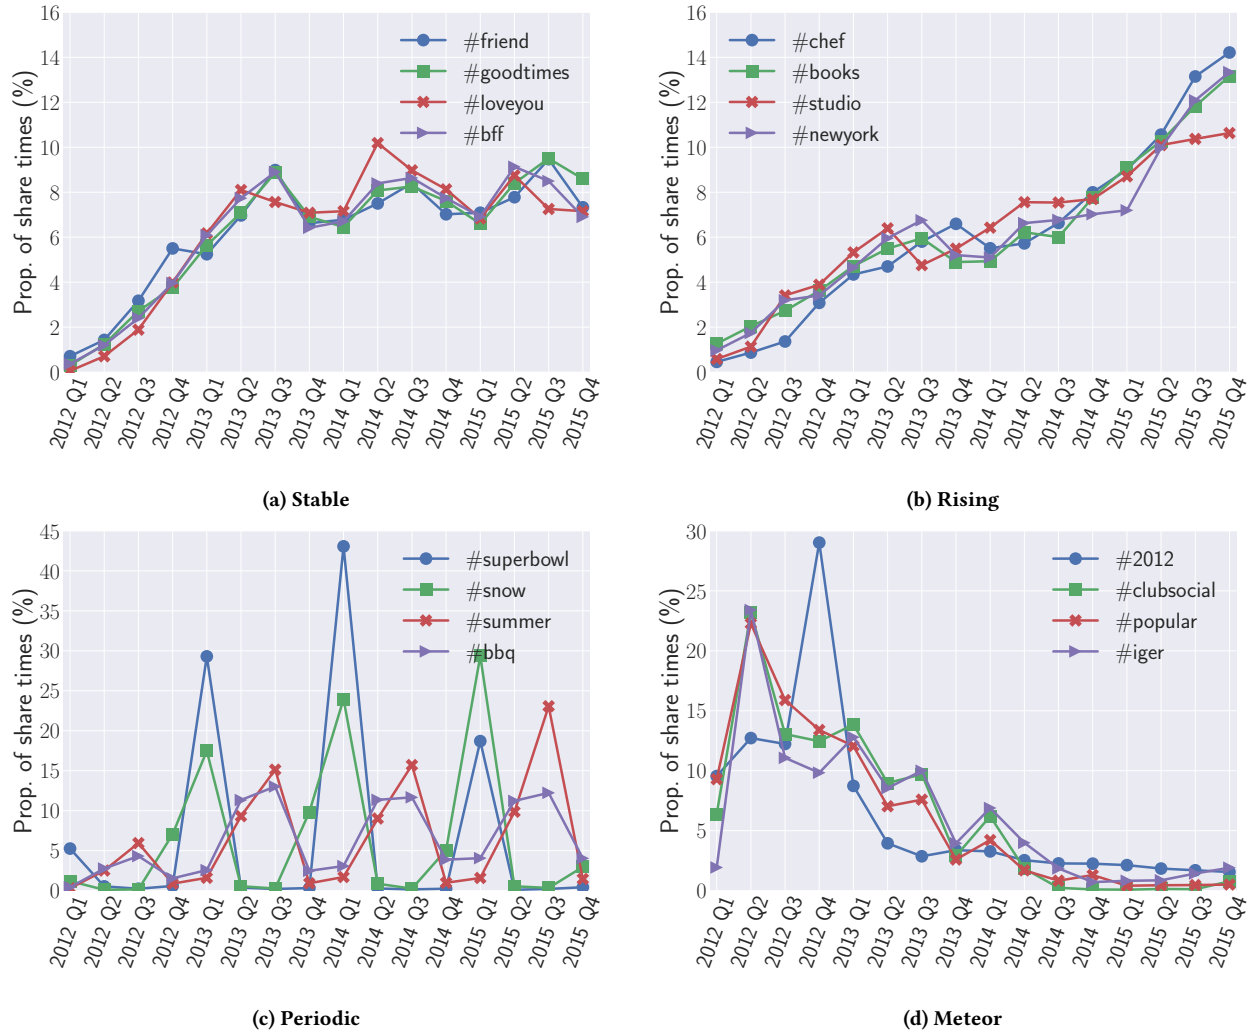 16
14
12
10
8
6
4
2
0
Prop. of share times (%)
#friend
#goodtimes
#loveyou
#bff
2012 Q1
2012 Q2
2012 Q3
2012 Q4
2013 Q1
2013 Q2
2013 Q3
2013 Q4
2014 Q1
2014 Q2
2014 Q3
2014 Q4
2015 Q1
2015 Q2
2015 Q3
2015 Q4
(a) Stable
16
14
12
10
8
6
4
2
0
Prop. of share times (%)
#chef
#books
#studio
#newyork
2012 Q1
2012 Q2
2012 Q3
2012 Q4
2013 Q1
2013 Q2
2013 Q3
2013 Q4
2014 Q1
2014 Q2
2014 Q3
2014 Q4
2015 Q1
2015 Q2
2015 Q3
2015 Q4
(b) Rising
45
40
35
30
25
20
15
10
5
0
Prop. of share times (%)
#superbowl
#snow
#summer
#bbq
2012 Q1
2012 Q2
2012 Q3
2012 Q4
2013 Q1
2013 Q2
2013 Q3
2013 Q4
2014 Q1
2014 Q2
2014 Q3
2014 Q4
2015 Q1
2015 Q2
2015 Q3
2015 Q4
(c) Periodic
30
25
20
15
10
5
0
Prop. of share times (%)
#2012
#clubsocial
#popular
#iger
2012 Q1
2012 Q2
2012 Q3
2012 Q4
2013 Q1
2013 Q2
2013 Q3
2013 Q4
2014 Q1
2014 Q2
2014 Q3
2014 Q4
2015 Q1
2015 Q2
2015 Q3
2015 Q4
(d) Meteor